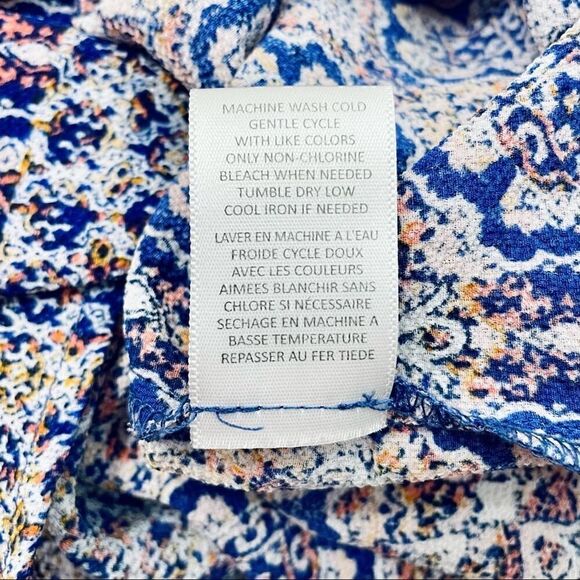 MACHINE WASH COLD
GENTLE CYCLE
WITH LIKE COLORS
ONLY NON-CHLORINE
BLEACH WHEN NEEDED
TUMBLE DRY LOW
COOL IRON IF NEEDED
LAVER EN MACHINE A L'EAU
FROIDE CYCLE DOUX
AVEC LES COULEURS
AIMEES BLANCHIR SANS
CHLORE SI NÉCESSAIRE
SECHAGE EN MACHINE A
BASSE TEMPERATURE
REPASSER AU FER TIEDE